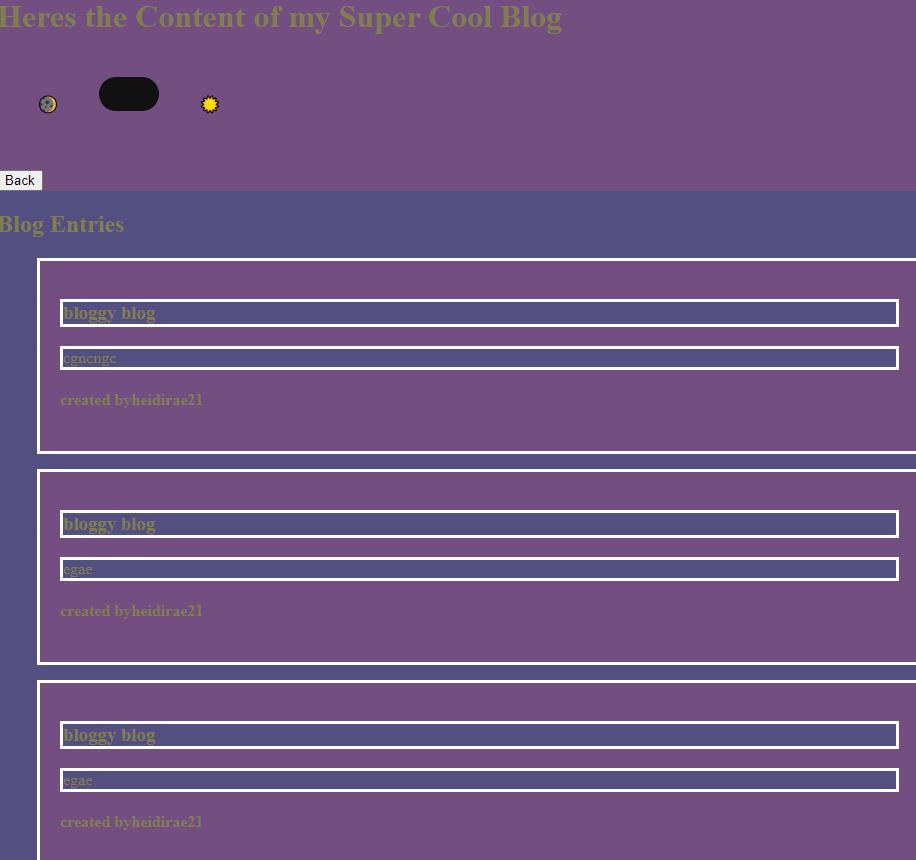 Heres the Content of my Super Cool Blog
Back
Blog Entries
bloggy blog
cgncngc
created byheidirae21
bloggy blog
egae
created byheidirae21
bloggy blog
egae
created byheidirae21